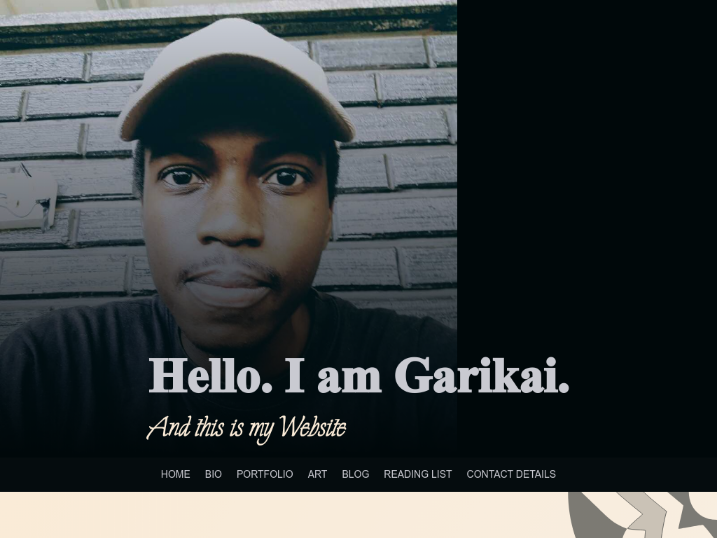 Hello. I am Garikai.
And this is my Website
HOME BIO PORTFOLIO ART BLOG READING LIST CONTACT DETAILS